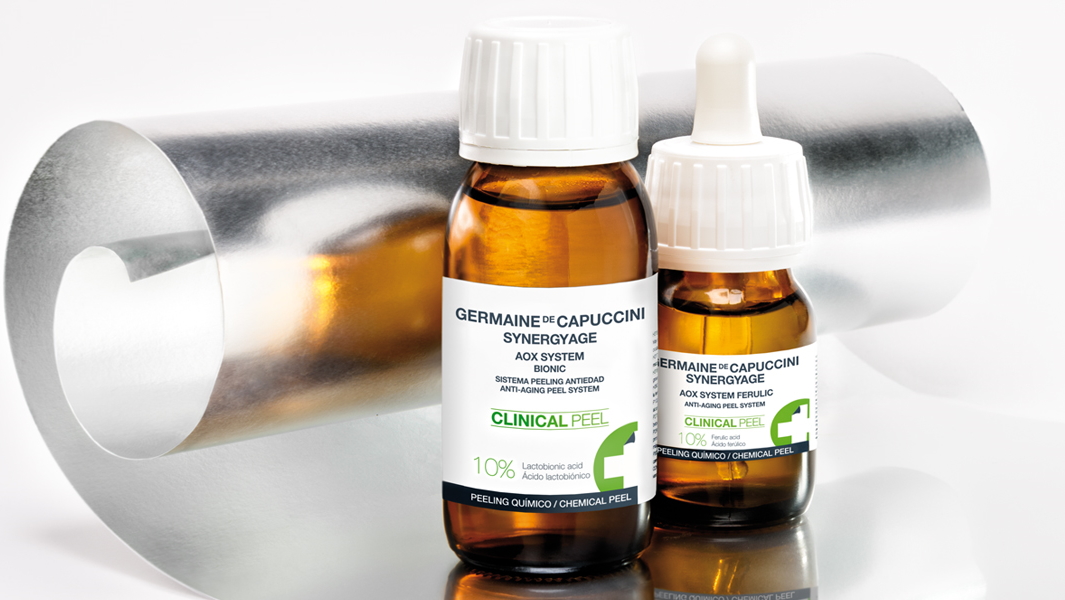 GERMAINE DE CAPUCCINI
SYNERGYAGE
AOX SYSTEM
BIONIC
SISTEMA PEELING ANTIEDAD
ANTI-AGING PEEL SYSTEM
CLINICAL PEEL
10% Lactobionic acid
Ácido lactobiónico
PEELING QUÍMICO / CHEMICAL PEEL
GERMAINE DE CAPUCCINI
SYNERGYAGE
AOX SYSTEM FERULIC
ANTI-AGING PEEL SYSTEM
CLINICAL PEEL
10% Ferulic acid
Ácido ferúlico
PEELING QUÍMICO / CHEMICAL PEEL